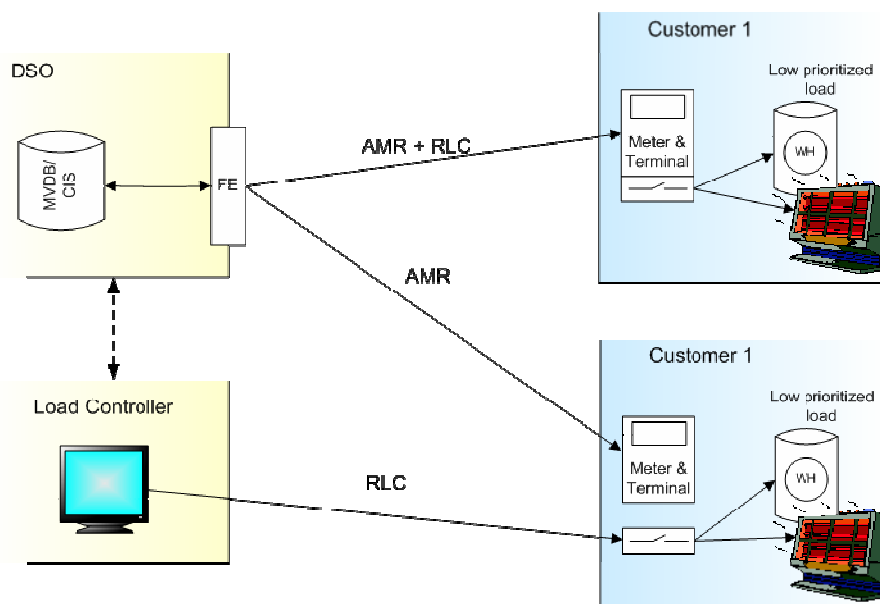 DSO
MVDB/
CIS
FE
AMR + RLC
AMR
Customer 1
Low prioritized
load
Meter &
Terminal
WH
Load Controller
RLC
Customer 1
Low prioritized
load
Meter &
Terminal
WH